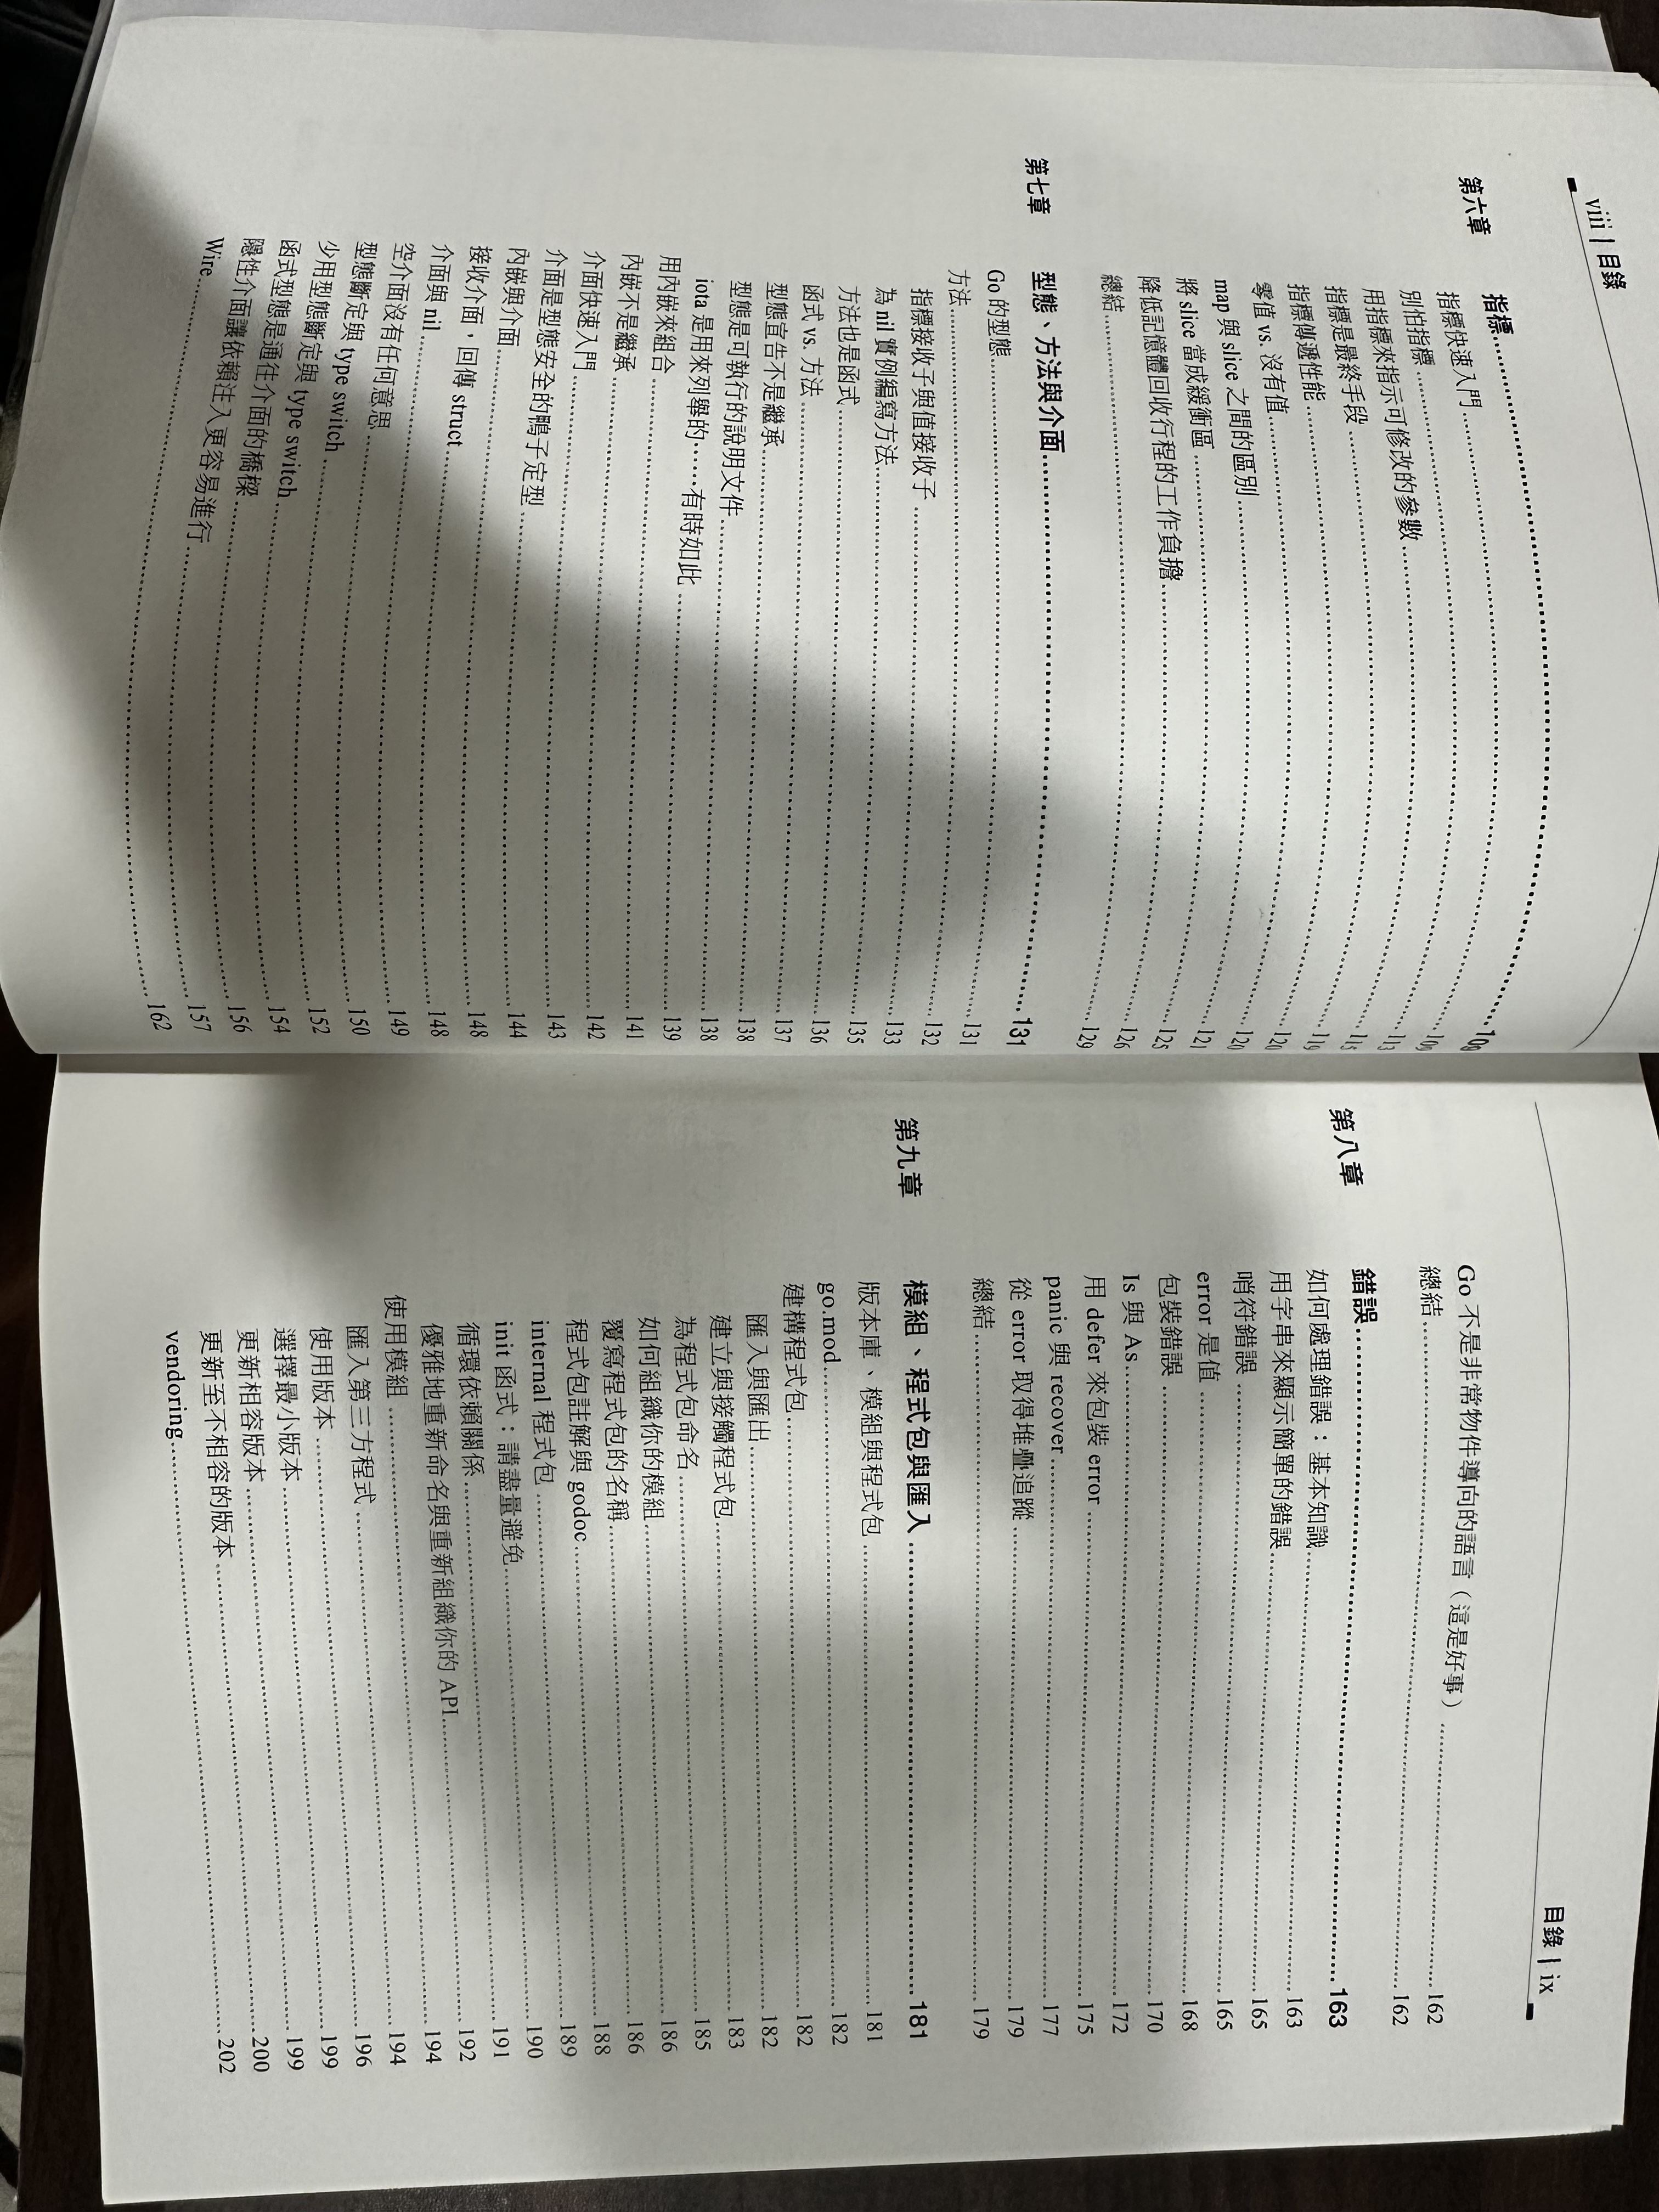 viii | 目錄
第六章 指標 109
指標快速入門 109
別怕指標 113
用指標來指示可修改的參數 115
指標是最終手段 119
指標傳遞性能 120
零值 vs. 沒有值 120
map 與 slice 之間的區別 121
將 slice 當成緩衝區 125
降低記憶體回收行程的工作負擔 126
總結 129
第七章 型態、方法與介面 131
Go 的型態 131
方法 132
指標接收子與值接收子 133
為 nil 實例編寫方法 135
方法也是函式 136
函式 vs. 方法 137
型態宣告不是繼承 138
型態是可執行的說明文件 138
iota 是用來列舉的……有時如此 139
用內嵌來組合 141
內嵌不是繼承 142
介面快速入門 143
介面是型態安全的鴨子定型 144
內嵌與介面 148
接收介面，回傳 struct 148
介面與 nil 149
空介面沒有任何意思 150
型態斷定與 type switch 152
少用型態斷定與 type switch 154
函式型態是通往介面的橋樑 156
隱性介面讓依賴注入更容易進行 157
Wire 162
目錄 | ix
Go 不是非常物件導向的語言（這是好事） 162
總結 162
第八章 錯誤 163
如何處理錯誤：基本知識 163
用字串來顯示簡單的錯誤 165
哨符錯誤 165
error 是值 168
包裝錯誤 170
Is 與 As 172
用 defer 來包裝 error 175
panic 與 recover 177
從 error 取得堆疊追蹤 179
總結 179
第九章 模組、程式包與匯入 181
版本庫、模組與程式包 181
go.mod 182
建構程式包 182
匯入與匯出 182
建立與接觸程式包 183
為程式包命名 185
如何組織你的模組 186
覆寫程式包的名稱 186
程式包註解與 godoc 188
internal 程式包 189
init 函式：請盡量避免 190
循環依賴關係 191
優雅地重新命名與重新組織你的 API 192
使用模組 194
匯入第三方程式 194
使用版本 196
選擇最小版本 199
更新相容版本 199
更新至不相容的版本 200
vendoring 202